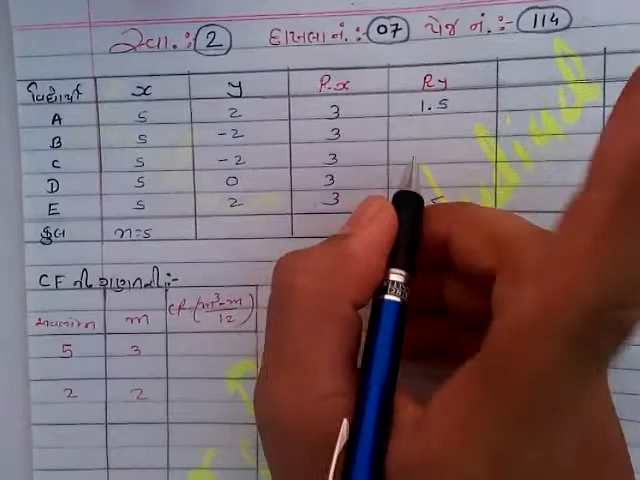 રેખા.: 2 દાખલા નં.:- 07 પેજ નં.:- 114
વિદ્યાર્થી x y Rx Ry
A 5 2 3 1.5
B 5 -2 3
C 5 -2 3
D 5 0 3
E 5 2 3
કુલ n=5
CF ની ગણતરી:-
અવલોકન m CF=(m³-m/12)
5 3
2 2